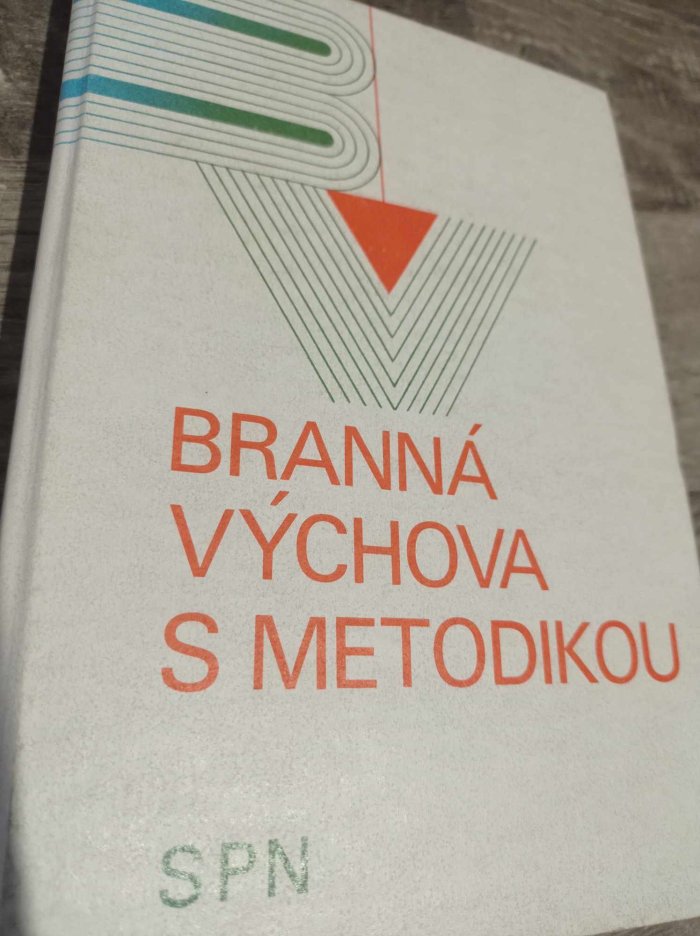 BRANNÁ
VÝCHOVA
S METODIKOU
SPN